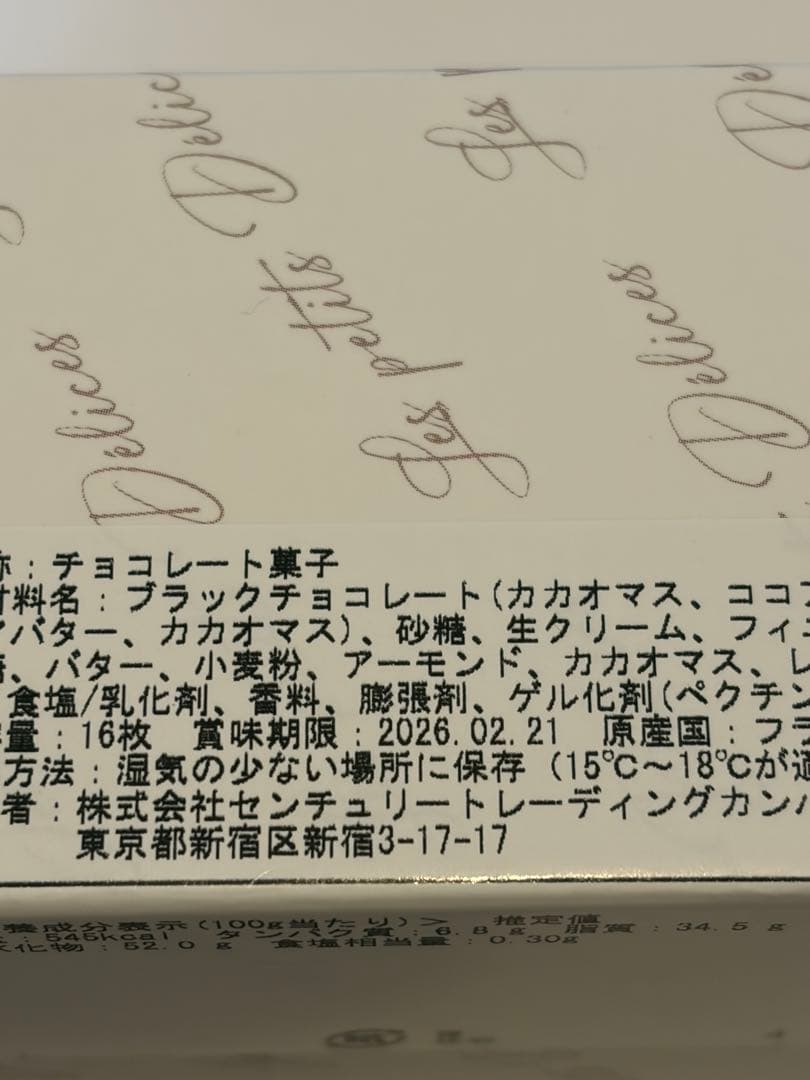 Délic
Les
Délices
petits
Les
Délices
称:チョコレート菓子
材料名:ブラックチョコレート(カカオマス、ココア
アバター、カカオマス)、砂糖、生クリーム、フィ
、バター、小麦粉、アーモンド、カカオマス、レ
食塩/乳化剤、香料、膨張剤、ゲル化剤(ペクチン
量:16枚 賞味期限:2026.02.21 原産国:フラ
方法:湿気の少ない場所に保存 (15℃~18℃が適
者:株式会社センチュリートレーディングカンパ
東京都新宿区新宿3-17-17
養成分表示(100g当たり)> 推定値
:545kcal タンパク質:6.8 g 脂質:34.5 g
化物:52.0 g 食塩相当量:0.30g